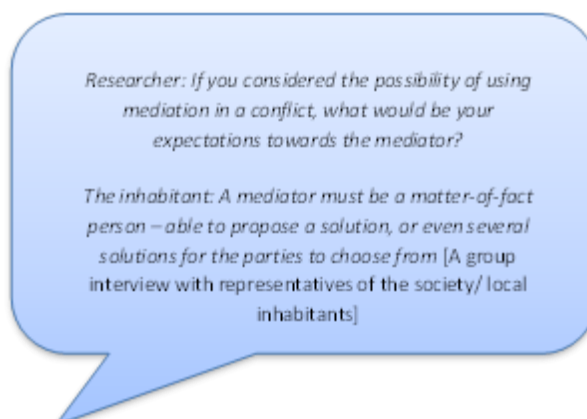 Researcher: If you considered the possibility of using
mediation in a conflict, what would be your
expectations towards the mediator?
The inhabitant: A mediator must be a matter-of-fact
person – able to propose a solution, or even several
solutions for the parties to choose from [A group
interview with representatives of the society/ local
inhabitants]